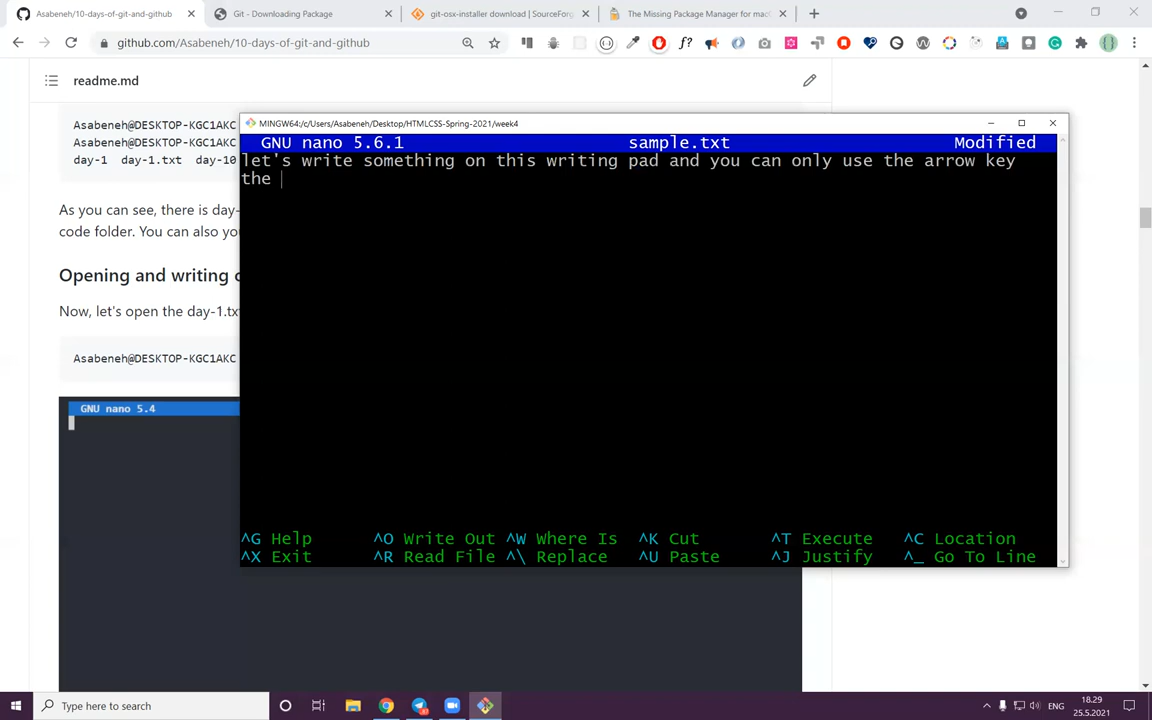 Asabeneh/10-days-of-git-and-github
Git - Downloading Package
git-osx-installer download | SourceForg
The Missing Package Manager for mac
github.com/Asabeneh/10-days-of-git-and-github
readme.md
Asabeneh@DESKTOP-KGC1AKC
Asabeneh@DESKTOP-KGC1AKC
day-1 day-1.txt day-10
As you can see, there is day-
code folder. You can also you
Opening and writing o
Now, let's open the day-1.tx
Asabeneh@DESKTOP-KGC1AKC
GNU nano 5.4
MINGW64:/c/Users/Asabeneh/Desktop/HTMLCSS-Spring-2021/week4
GNU nano 5.6.1 sample.txt Modified
let's write something on this writing pad and you can only use the arrow key
the
^G Help ^O Write Out ^W Where Is ^K Cut ^T Execute ^C Location
^X Exit ^R Read File ^\ Replace ^U Paste ^J Justify ^_ Go To Line
Type here to search
ENG
18.29
25.5.2021